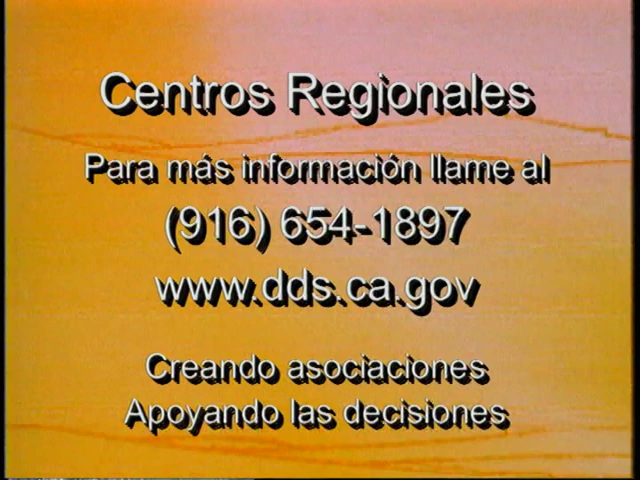 Centros Regionales
Para más información llame al
(916) 654-1897
www.dds.ca.gov
Creando asociaciones
Apoyando las decisiones